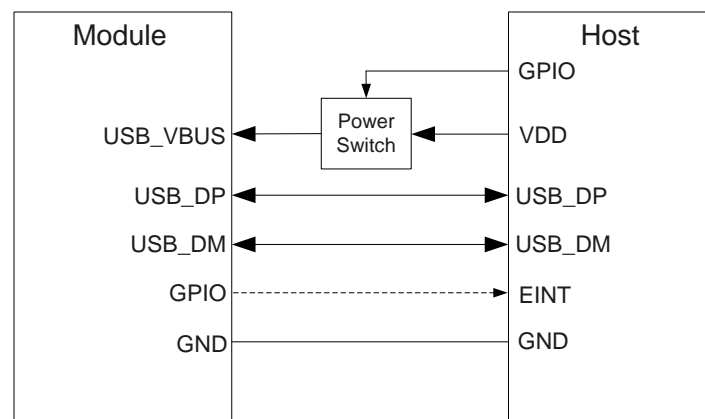 Module
Host
GPIO
Power
Switch
USB_VBUS
VDD
USB_DP
USB_DP
USB_DM
USB_DM
GPIO
EINT
GND
GND